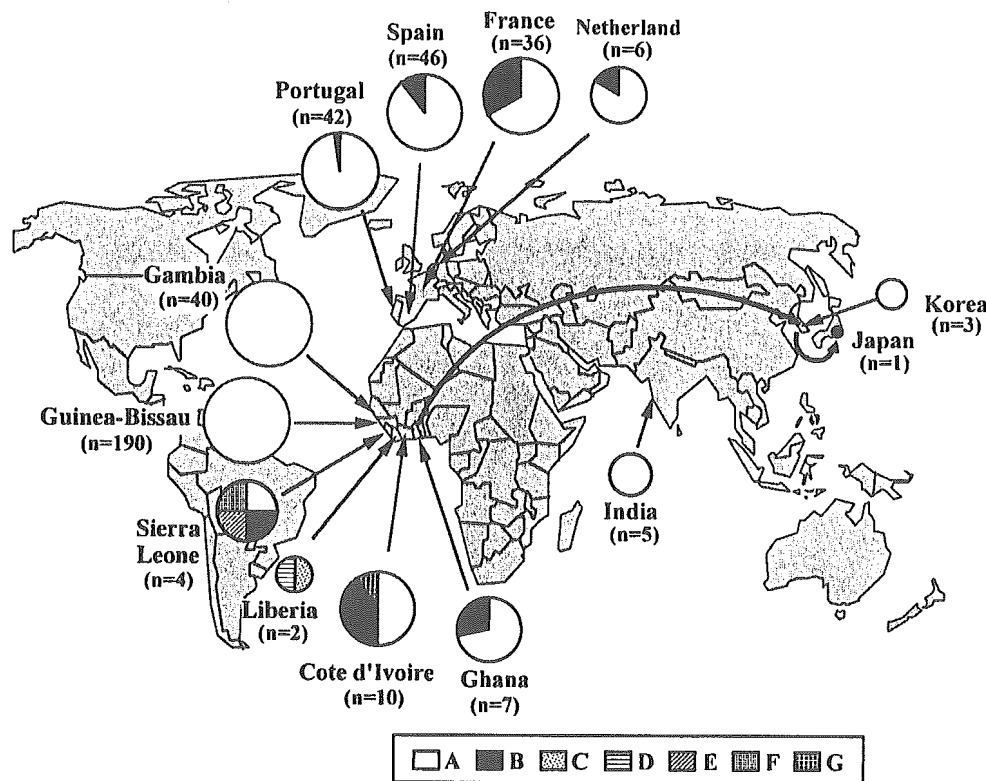 Spain
(n=46)
France
(n=36)
Netherland
(n=6)
Portugal
(n=42)
Gambia
(n=40)
Korea
(n=3)
Japan
(n=1)
Guinea-Bissau
(n=190)
India
(n=5)
Sierra
Leone
(n=4)
Liberia
(n=2)
Cote d'Ivoire
(n=10)
Ghana
(n=7)
A B C D E F G